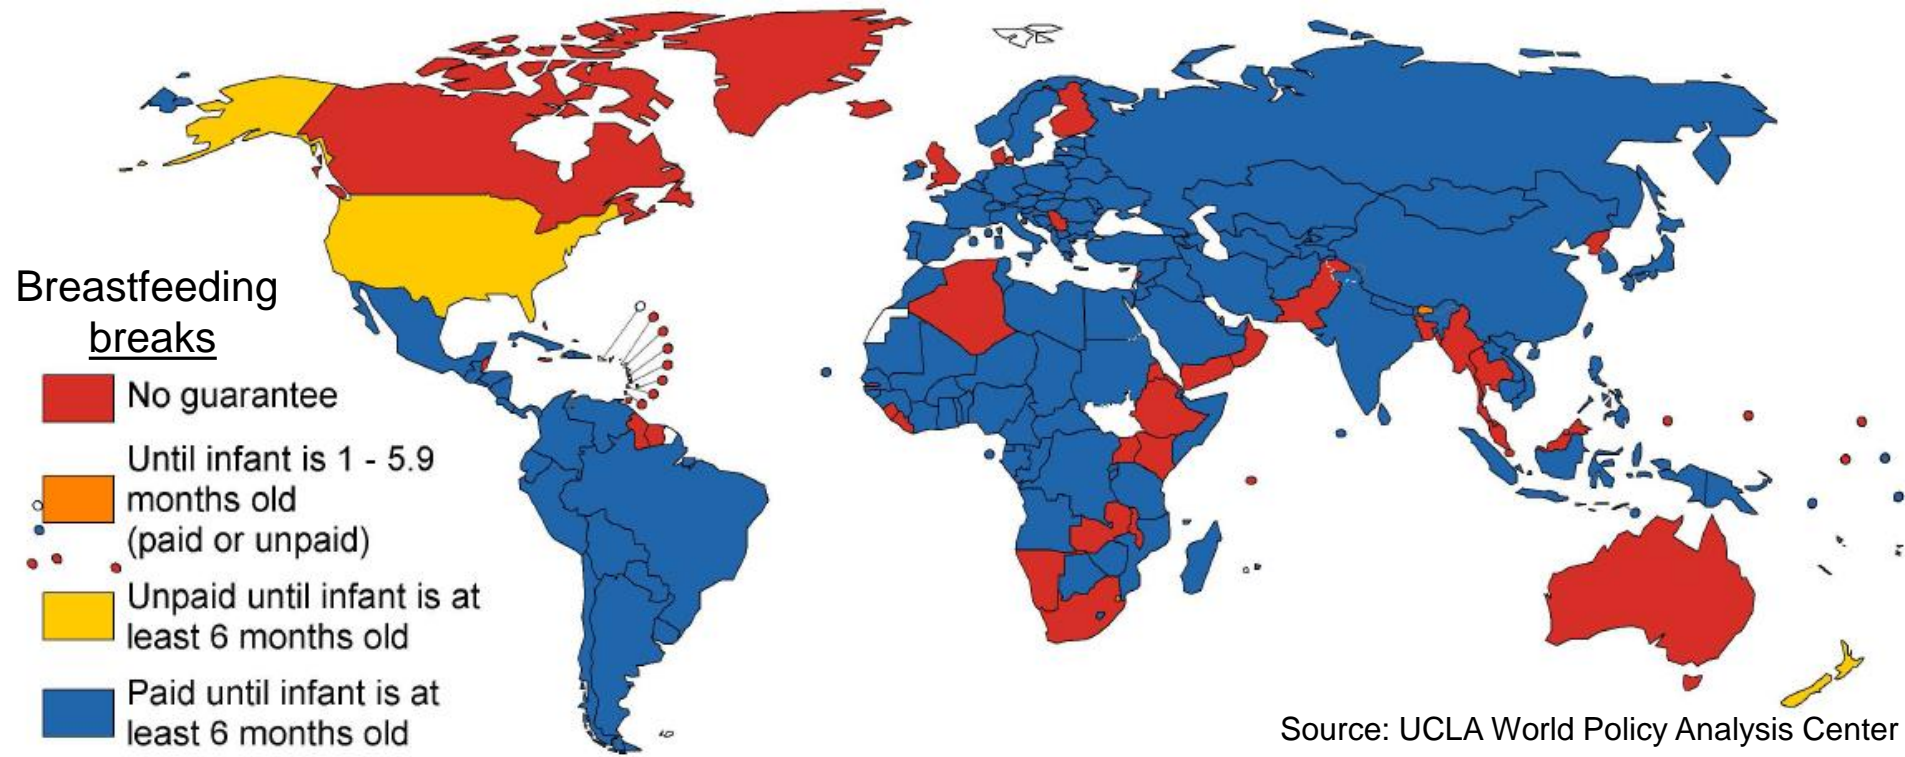 Breastfeeding
breaks
No guarantee
Until infant is 1 - 5.9
months old
(paid or unpaid)
Unpaid until infant is at
least 6 months old
Paid until infant is at
least 6 months old
Source: UCLA World Policy Analysis Center